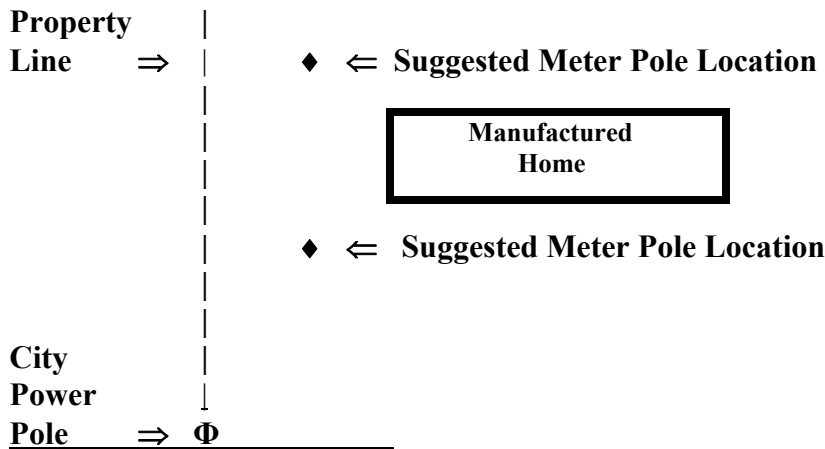 Property |
Line ⇒ | ♦ ⇐ Suggested Meter Pole Location
|
| Manufactured
| Home
|
| ♦ ⇐ Suggested Meter Pole Location
|
|
City |
Power |
Pole ⇒ Φ